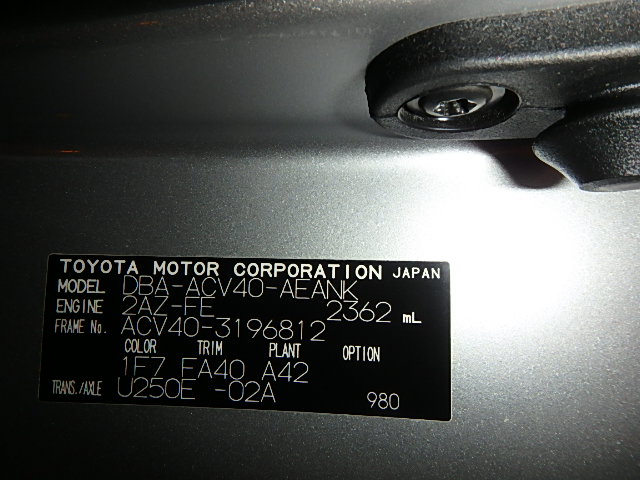 TOYOTA MOTOR CORPORATION JAPAN
MODEL DBA-ACV40-AEANK
ENGINE 2AZ-FE 2362 mL
FRAME No. ACV40-3196812
COLOR TRIM PLANT OPTION
1F7 FA40 A42
TRANS./AXLE U250E -02A 980